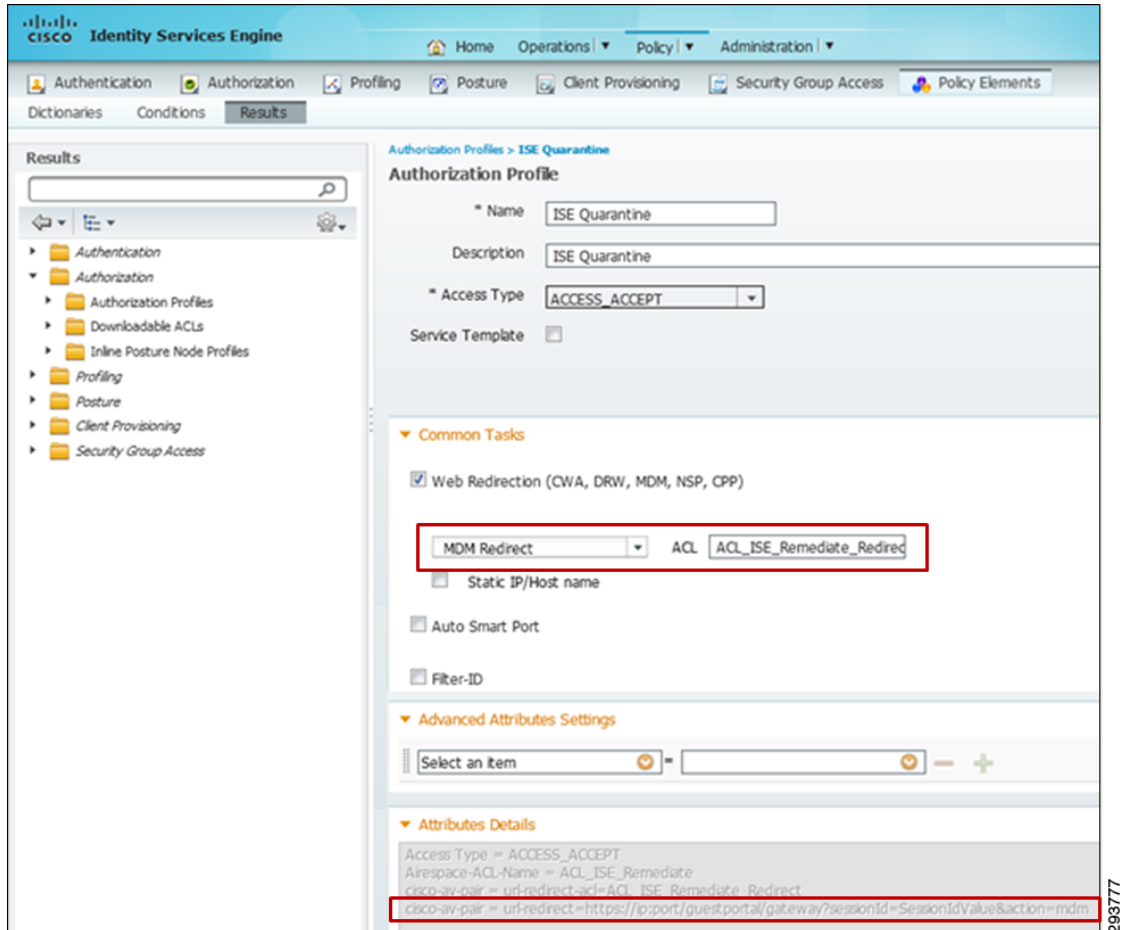 cisco Identity Services Engine
Home Operations Policy Administration
Authentication Authorization Profiling Posture Client Provisioning Security Group Access Policy Elements
Dictionaries Conditions Results
Results
Authentication
Authorization
Authorization Profiles
Downloadable ACLs
Inline Posture Node Profiles
Profiling
Posture
Client Provisioning
Security Group Access
Authorization Profiles > ISE Quarantine
Authorization Profile
* Name ISE Quarantine
Description ISE Quarantine
* Access Type ACCESS_ACCEPT
Service Template
Common Tasks
Web Redirection (CWA, DRW, MDM, NSP, CPP)
MDM Redirect ACL ACL_ISE_Remediate_Redirec
Static IP/Host name
Auto Smart Port
Filter-ID
Advanced Attributes Settings
Select an item =
Attributes Details
Access Type = ACCESS_ACCEPT
Airespace-ACL-Name = ACL_ISE_Remediate
cisco-av-pair = url-redirect-acl=ACL_ISE_Remediate_Redirect
cisco-av-pair = url-redirect=https://ip:port/guestportal/gateway?sessionId=SessionIdValue&action=mdm
293777